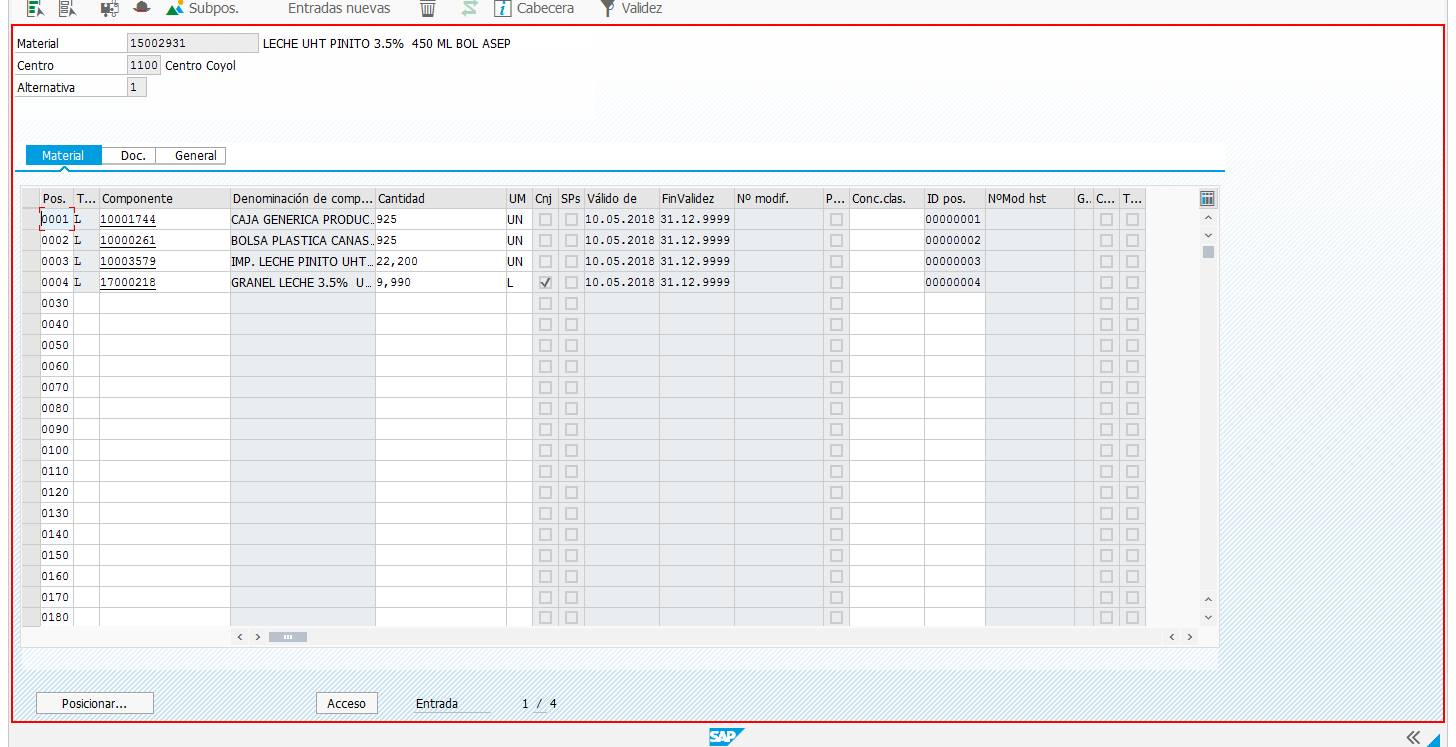 Subpos. Entradas nuevas Cabecera Validez
Material 15002931 LECHE UHT PINITO 3.5% 450 ML BOL ASEP
Centro 1100 Centro Coyol
Alternativa 1
Material Doc. General
Pos. T... Componente Denominación de comp... Cantidad UM Cnj SPs Válido de FinValidez Nº modif. P... Conc.clas. ID pos. NºMod hst G.. C... T...
0001 L 10001744 CAJA GENERICA PRODUC.. 925 UN 10.05.2018 31.12.9999 00000001
0002 L 10000261 BOLSA PLASTICA CANAS.. 925 UN 10.05.2018 31.12.9999 00000002
0003 L 10003579 IMP. LECHE PINITO UHT... 22,200 UN 10.05.2018 31.12.9999 00000003
0004 L 17000218 GRANEL LECHE 3.5% U... 9,990 L 10.05.2018 31.12.9999 00000004
0030
0040
0050
0060
0070
0080
0090
0100
0110
0120
0130
0140
0150
0160
0170
0180
Posicionar... Acceso Entrada 1 / 4
SAP